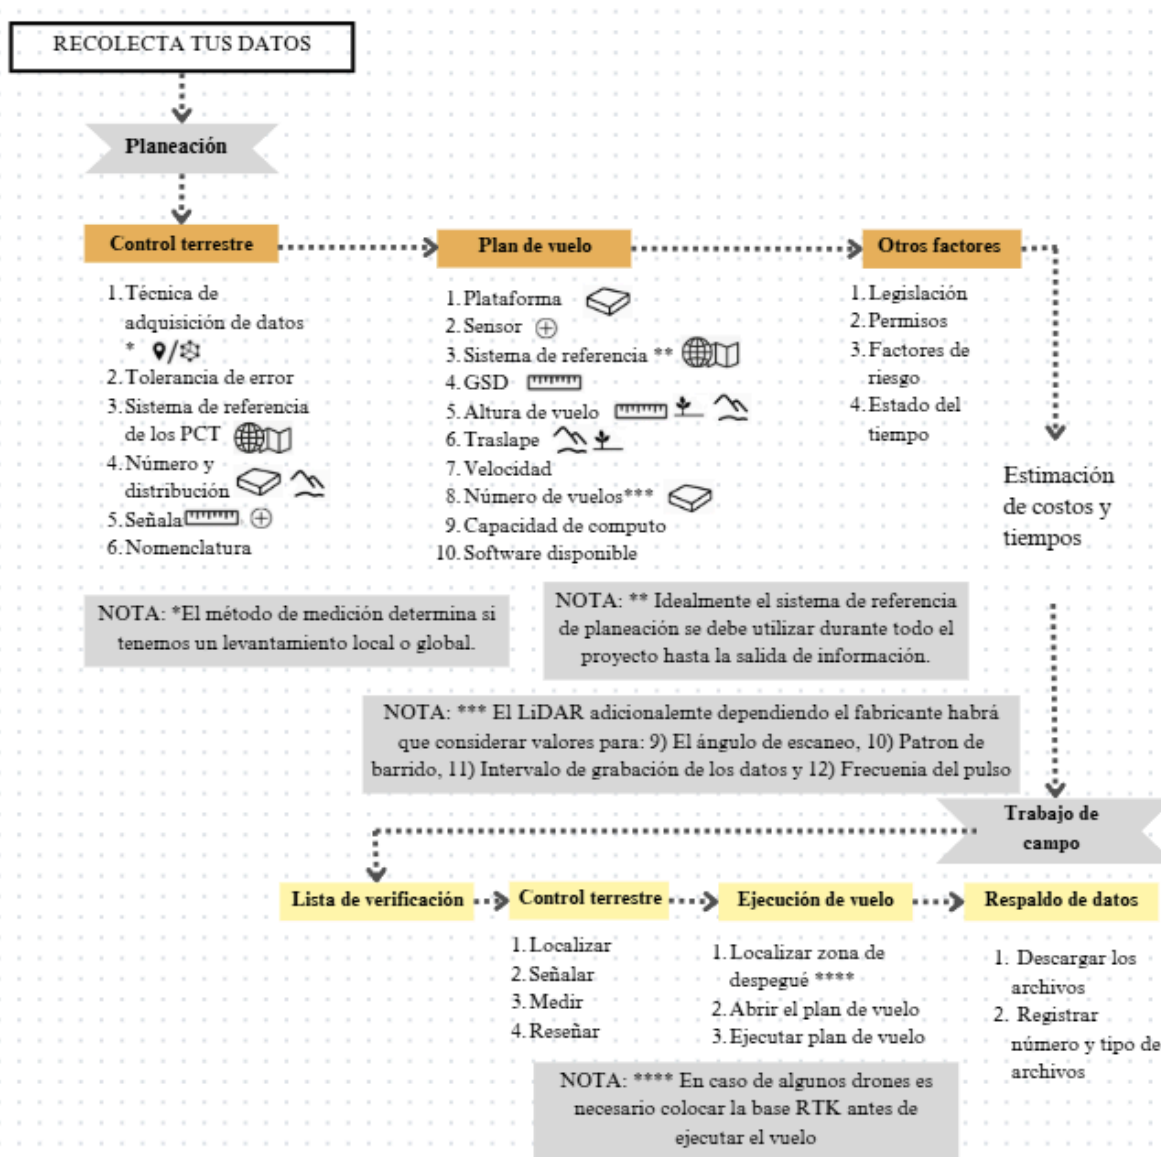 RECOLECTA TUS DATOS
Planeación
Control terrestre
1. Técnica de
adquisición de datos
* /
2. Tolerancia de error
3. Sistema de referencia
de los PCT
4. Número y
distribución
5. Señala
6. Nomenclatura
Plan de vuelo
1. Plataforma
2. Sensor
3. Sistema de referencia **
4. GSD
5. Altura de vuelo
6. Traslape
7. Velocidad
8. Número de vuelos***
9. Capacidad de computo
10. Software disponible
Otros factores
1. Legislación
2. Permisos
3. Factores de
riesgo
4. Estado del
tiempo
Estimación
de costos y
tiempos
NOTA: *El método de medición determina si
tenemos un levantamiento local o global.
NOTA: ** Idealmente el sistema de referencia
de planeación se debe utilizar durante todo el
proyecto hasta la salida de información.
NOTA: *** El LiDAR adicionalemte dependiendo el fabricante habrá
que considerar valores para: 9) El ángulo de escaneo, 10) Patron de
barrido, 11) Intervalo de grabación de los datos y 12) Frecuenia del pulso
Trabajo de
campo
Lista de verificación
Control terrestre
1. Localizar
2. Señalar
3. Medir
4. Reseñar
Ejecución de vuelo
1. Localizar zona de
despegué ****
2. Abrir el plan de vuelo
3. Ejecutar plan de vuelo
Respaldo de datos
1. Descargar los
archivos
2. Registrar
número y tipo de
archivos
NOTA: **** En caso de algunos drones es
necesario colocar la base RTK antes de
ejecutar el vuelo